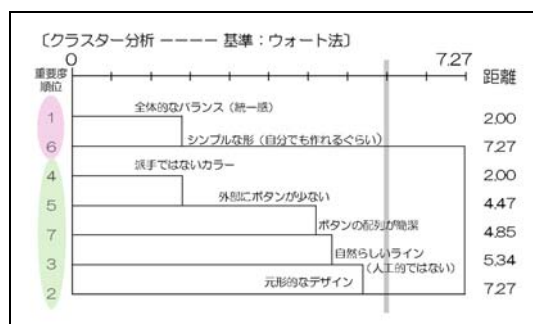 〔クラスター分析 ーーーー 基準：ウォート法〕
0 7.27
重要度
順位
距離
全体的なバランス（統一感）
1 2.00
シンプルな形（自分でも作れるぐらい）
6 7.27
派手ではないカラー
4 2.00
外部にボタンが少ない
5 4.47
ボタンの配列が簡潔
7 4.85
自然らしいライン
3 （人工的ではない） 5.34
元形的なデザイン
2 7.27